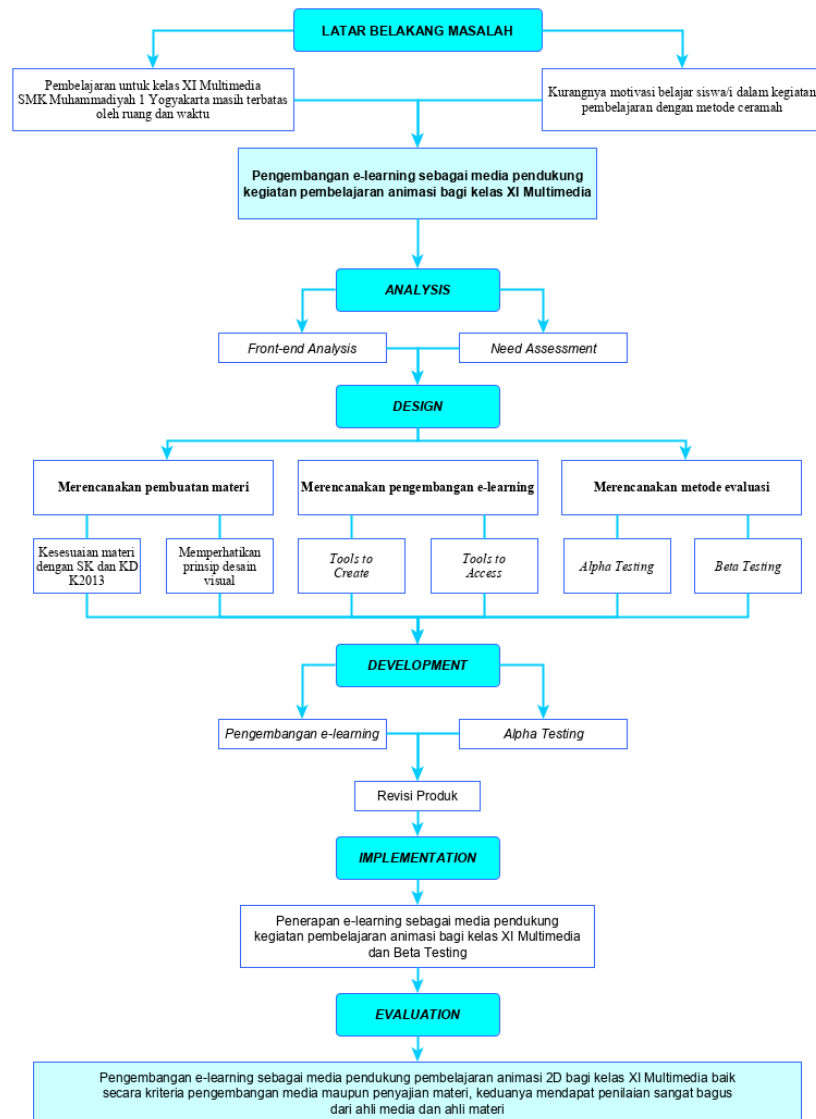 LATAR BELAKANG MASALAH
Pembelajaran untuk kelas XI Multimedia
SMK Muhammadiyah 1 Yogyakarta masih terbatas
oleh ruang dan waktu
Kurangnya motivasi belajar siswa/i dalam kegiatan
pembelajaran dengan metode ceramah
Pengembangan e-learning sebagai media pendukung
kegiatan pembelajaran animasi bagi kelas XI Multimedia
ANALYSIS
Front-end Analysis
Need Assessment
DESIGN
Merencanakan pembuatan materi
Merencanakan pengembangan e-learning
Merencanakan metode evaluasi
Kesesuaian materi
dengan SK dan KD
K2013
Memperhatikan
prinsip desain
visual
Tools to
Create
Tools to
Access
Alpha Testing
Beta Testing
DEVELOPMENT
Pengembangan e-learning
Alpha Testing
Revisi Produk
IMPLEMENTATION
Penerapan e-learning sebagai media pendukung
kegiatan pembelajaran animasi bagi kelas XI Multimedia
dan Beta Testing
EVALUATION
Pengembangan e-learning sebagai media pendukung pembelajaran animasi 2D bagi kelas XI Multimedia baik
secara kriteria pengembangan media maupun penyajian materi, keduanya mendapat penilaian sangat bagus
dari ahli media dan ahli materi